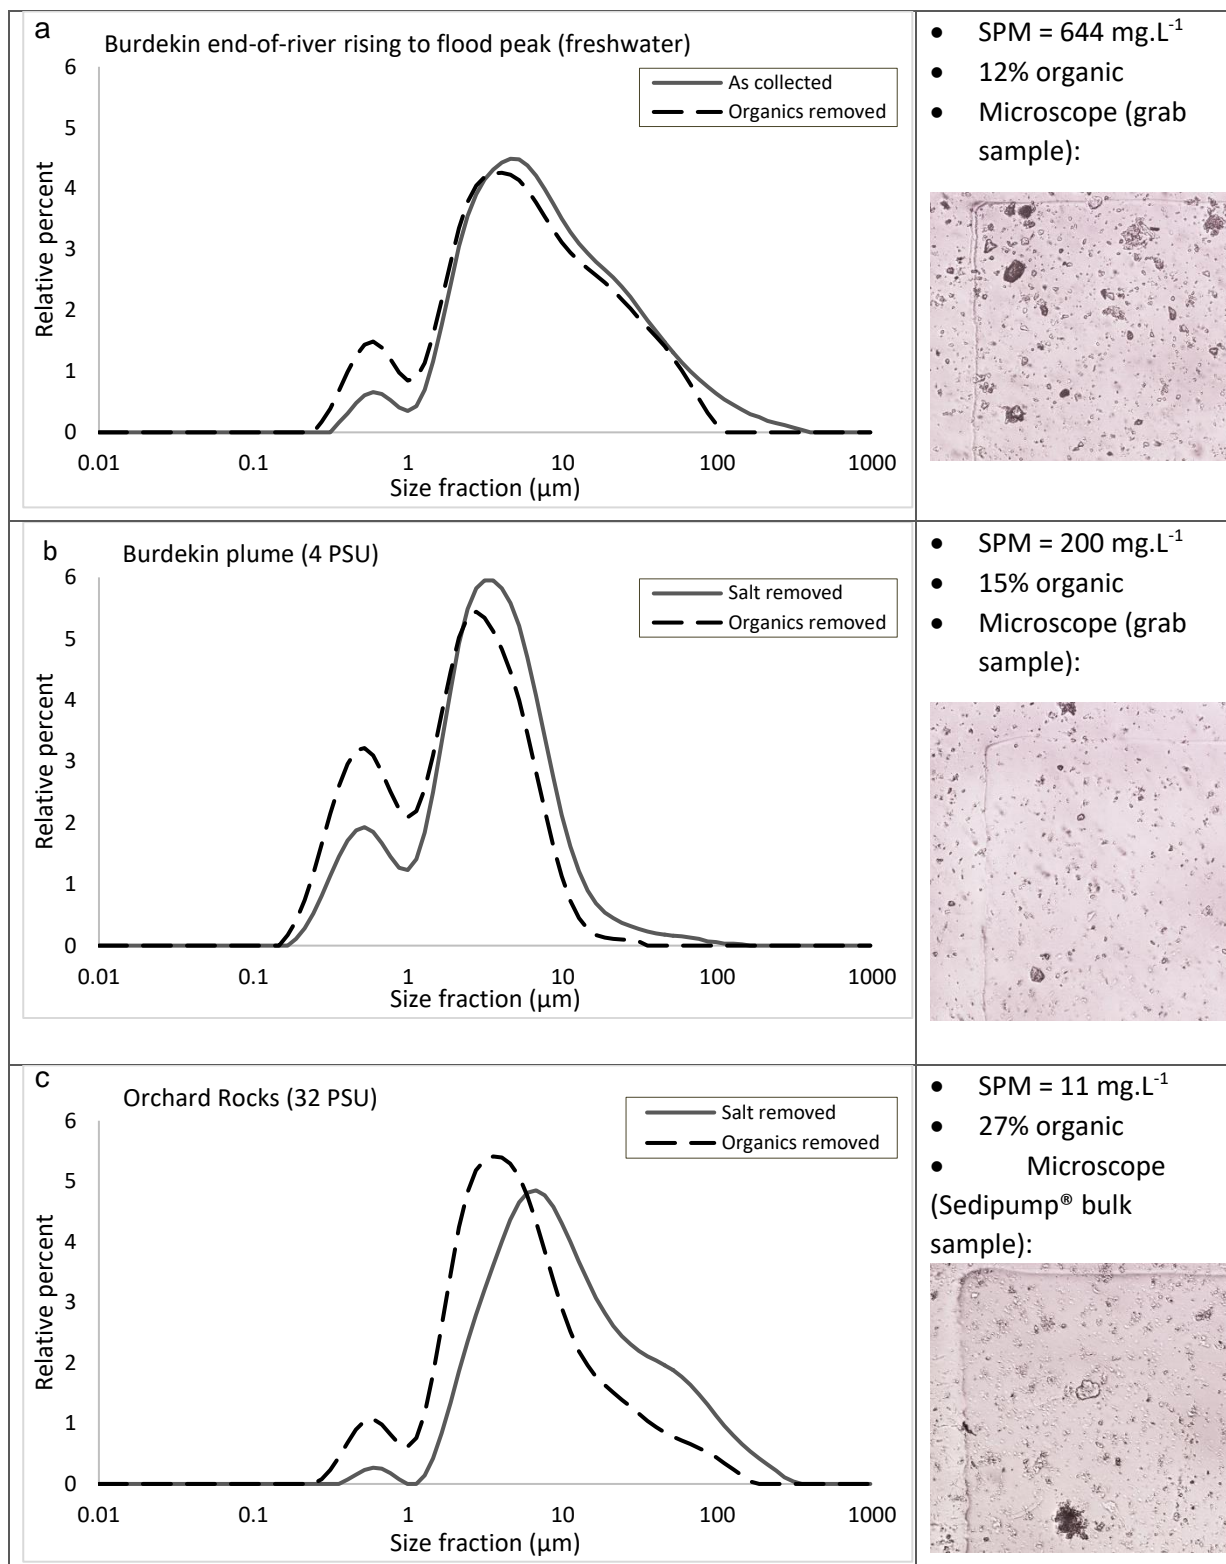 a
Burdekin end-of-river rising to flood peak (freshwater)
6
5
4
3
2
1
0
Relative percent
As collected
Organics removed
0.01 0.1 1 10 100 1000
Size fraction (µm)
• SPM = 644 mg.L⁻¹
• 12% organic
• Microscope (grab
sample):
b
Burdekin plume (4 PSU)
6
5
4
3
2
1
0
Relative percent
Salt removed
Organics removed
0.01 0.1 1 10 100 1000
Size fraction (µm)
• SPM = 200 mg.L⁻¹
• 15% organic
• Microscope (grab
sample):
c
Orchard Rocks (32 PSU)
6
5
4
3
2
1
0
Relative percent
Salt removed
Organics removed
0.01 0.1 1 10 100 1000
Size fraction (µm)
• SPM = 11 mg.L⁻¹
• 27% organic
• Microscope
(Sedipump® bulk
sample):